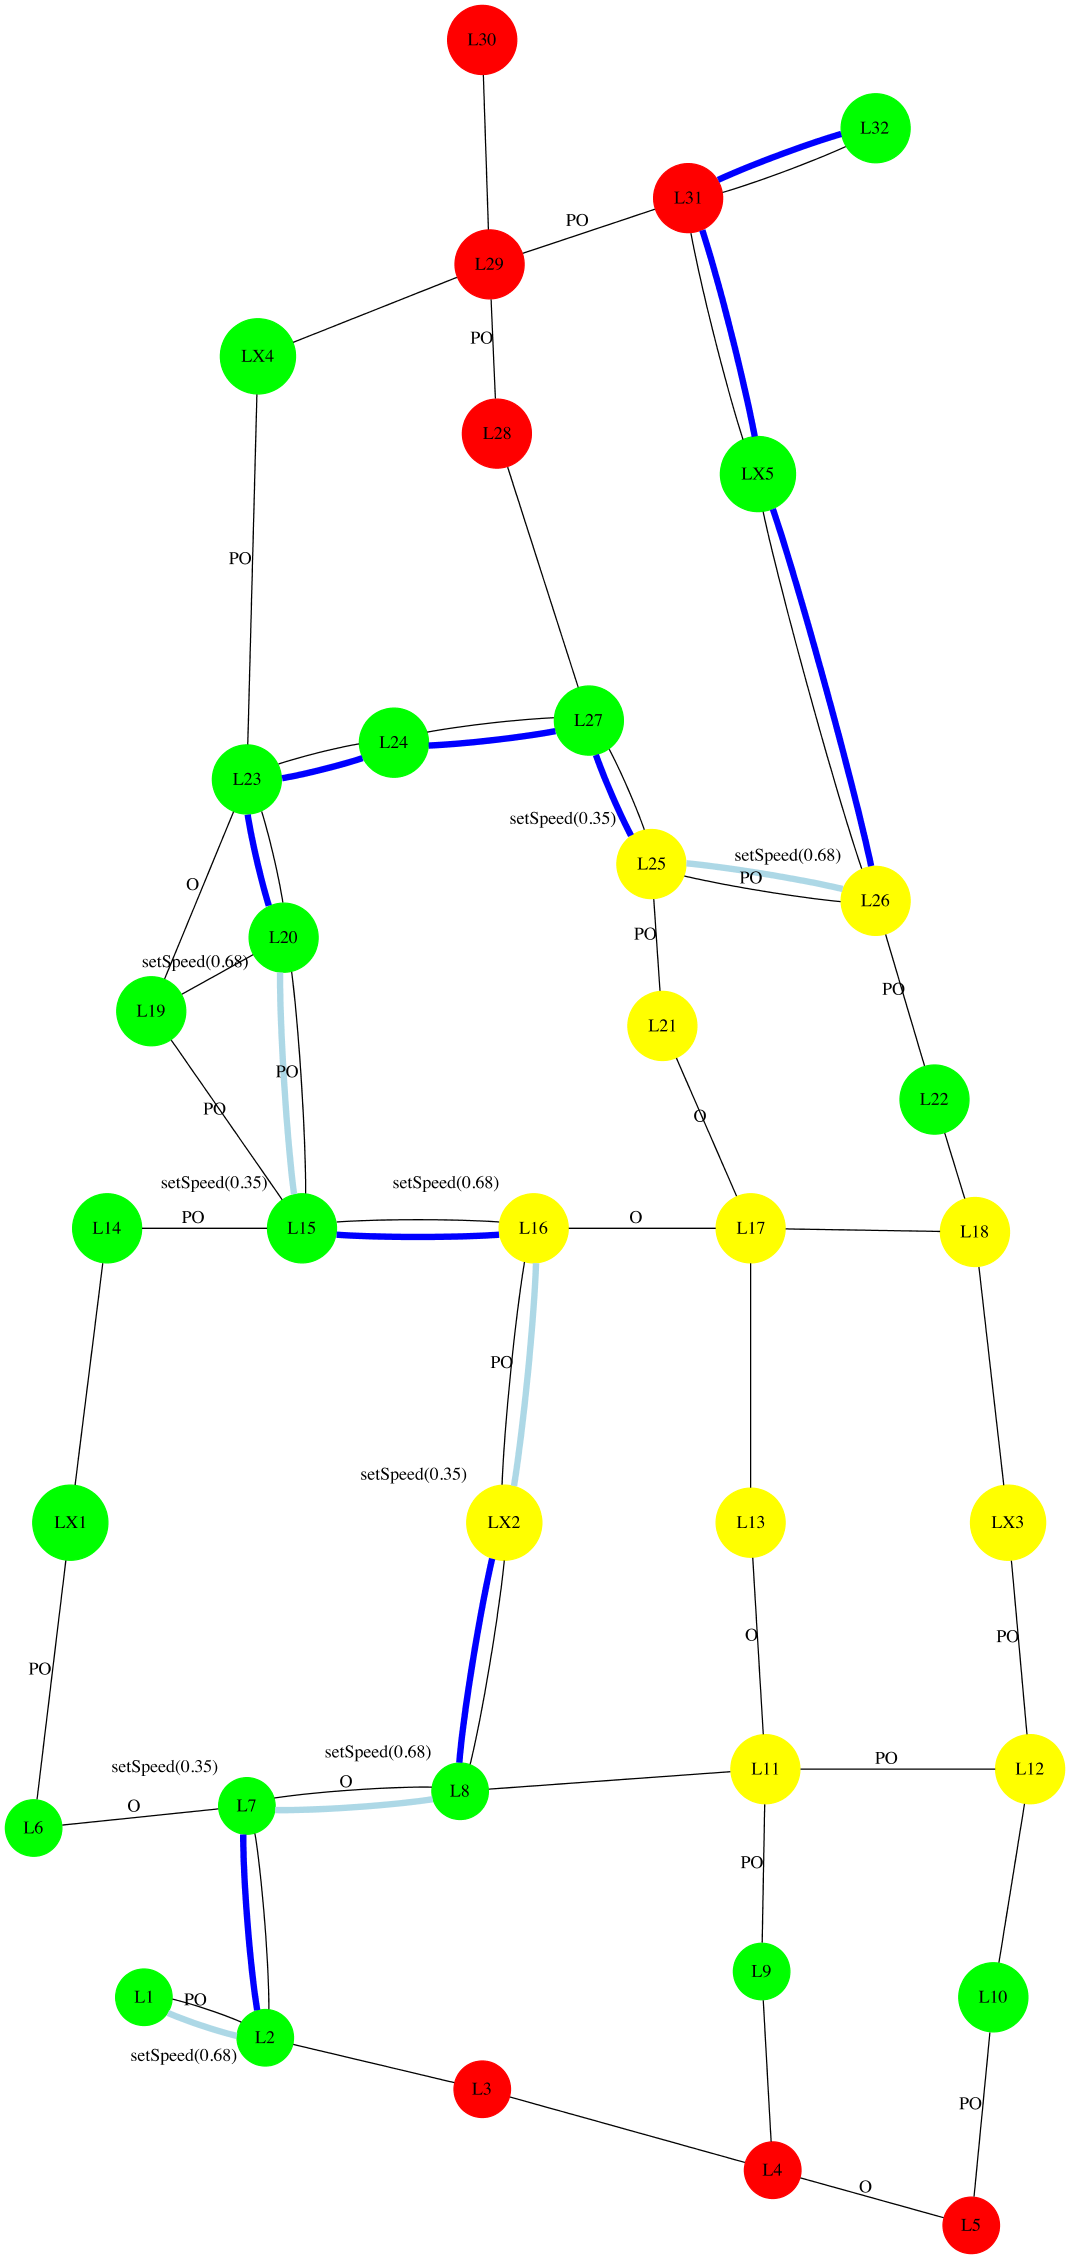 L30
L32
L31
PO
L29
PO
LX4
L28
LX5
PO
L27
L24
L23
setSpeed(0.35)
setSpeed(0.68)
L25
PO
O
L26
PO
L20
setSpeed(0.68)
PO
L19
L21
PO
L22
PO
O
setSpeed(0.35)
setSpeed(0.68)
L14
PO
L15
L16
O
L17
L18
PO
setSpeed(0.35)
LX1
LX2
L13
LX3
O
PO
PO
setSpeed(0.68)
setSpeed(0.35)
PO
L11
L12
O
L8
O
L7
L6
PO
L9
L1
PO
L10
L2
setSpeed(0.68)
L3
PO
L4
O
L5